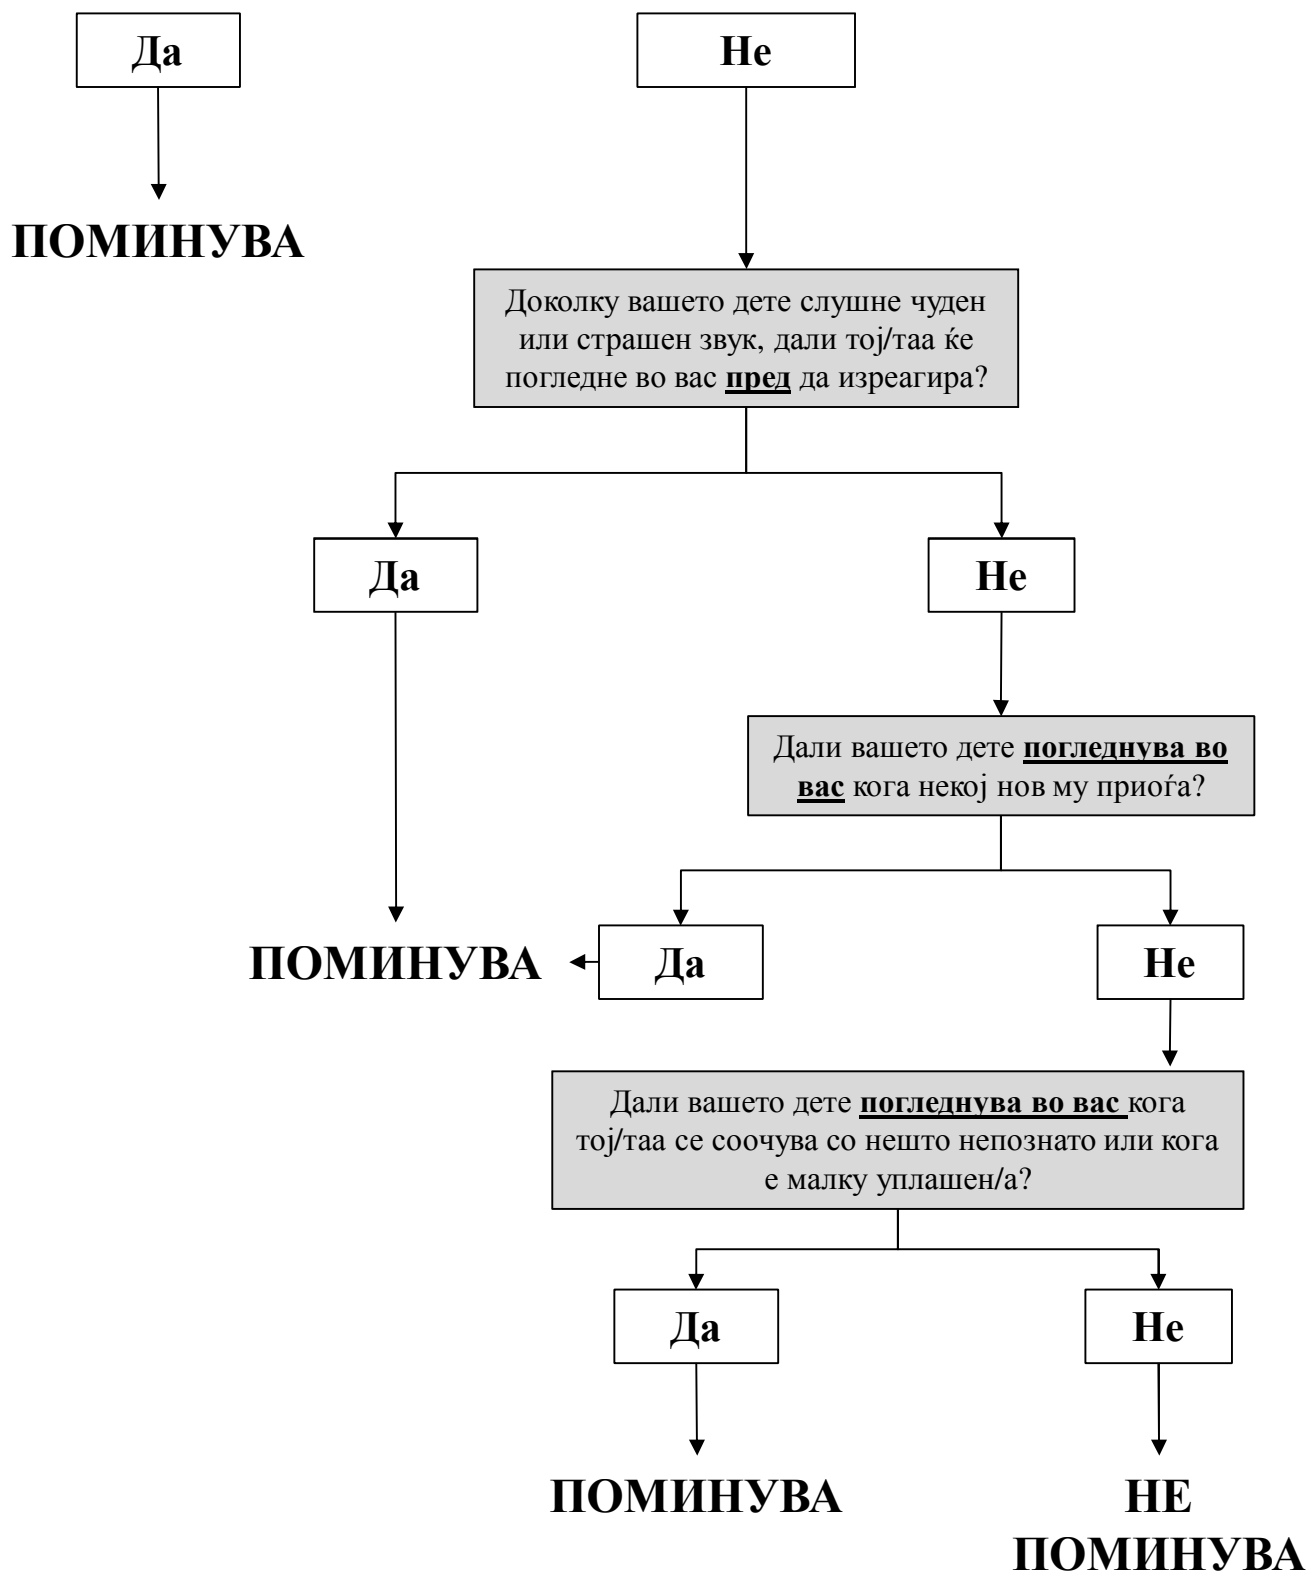 Да
Не
ПОМИНУВА
Доколку вашето дете слушне чуден
или страшен звук, дали тој/таа ќе
погледне во вас пред да изреагира?
Да
Не
Дали вашето дете погледнува во
вас кога некој нов му приоѓа?
ПОМИНУВА
Да
Не
Дали вашето дете погледнува во вас кога
тој/таа се соочува со нешто непознато или кога
е малку уплашен/а?
Да
Не
ПОМИНУВА
НЕ
ПОМИНУВА